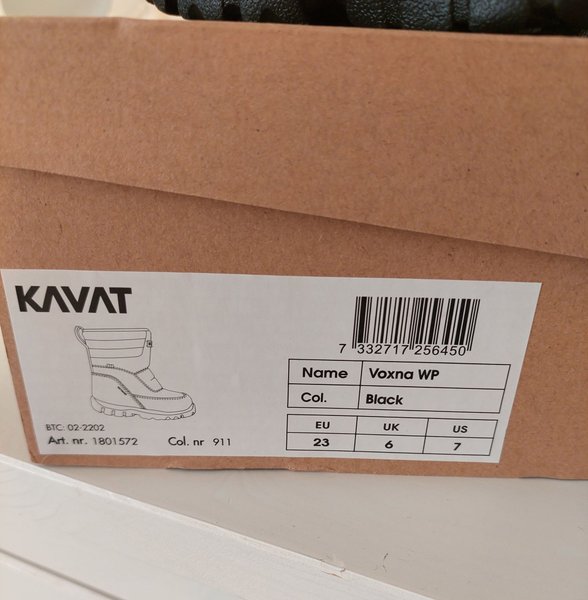 KAVAT
7 332717 256450
Name Voxna WP
Col. Black
EU UK US
23 6 7
BTC: 02-2202
Art. nr. 1801572 Col. nr 911